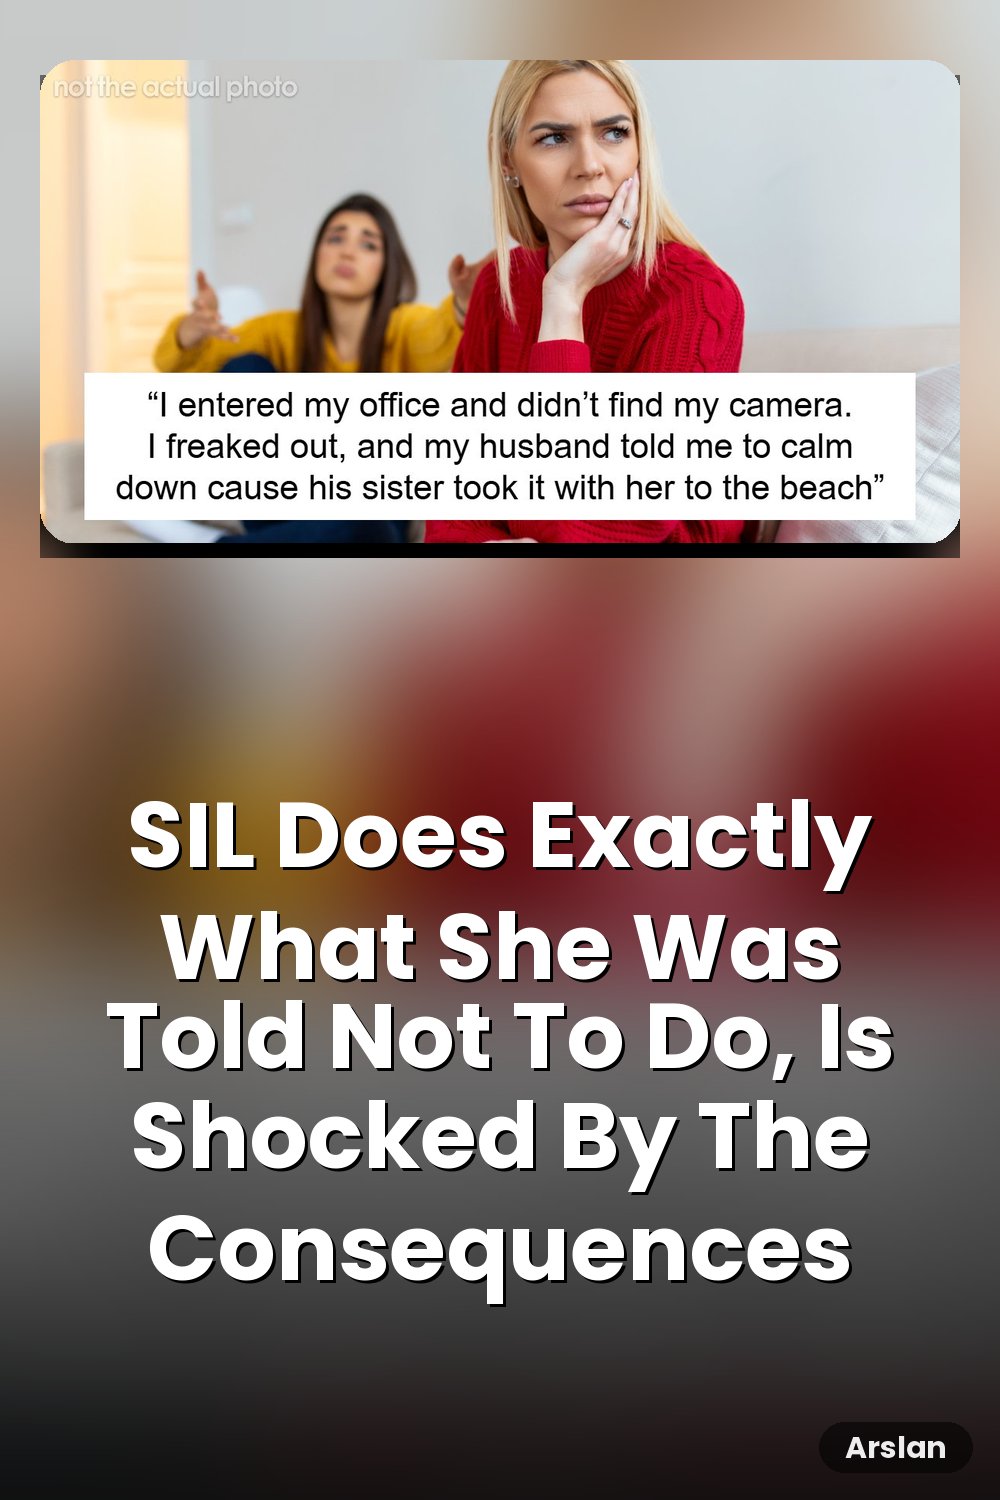 not the actual photo
“I entered my office and didn’t find my camera.
I freaked out, and my husband told me to calm
down cause his sister took it with her to the beach”
SIL Does Exactly
What She Was
Told Not To Do, Is
Shocked By The
Consequences
Arslan